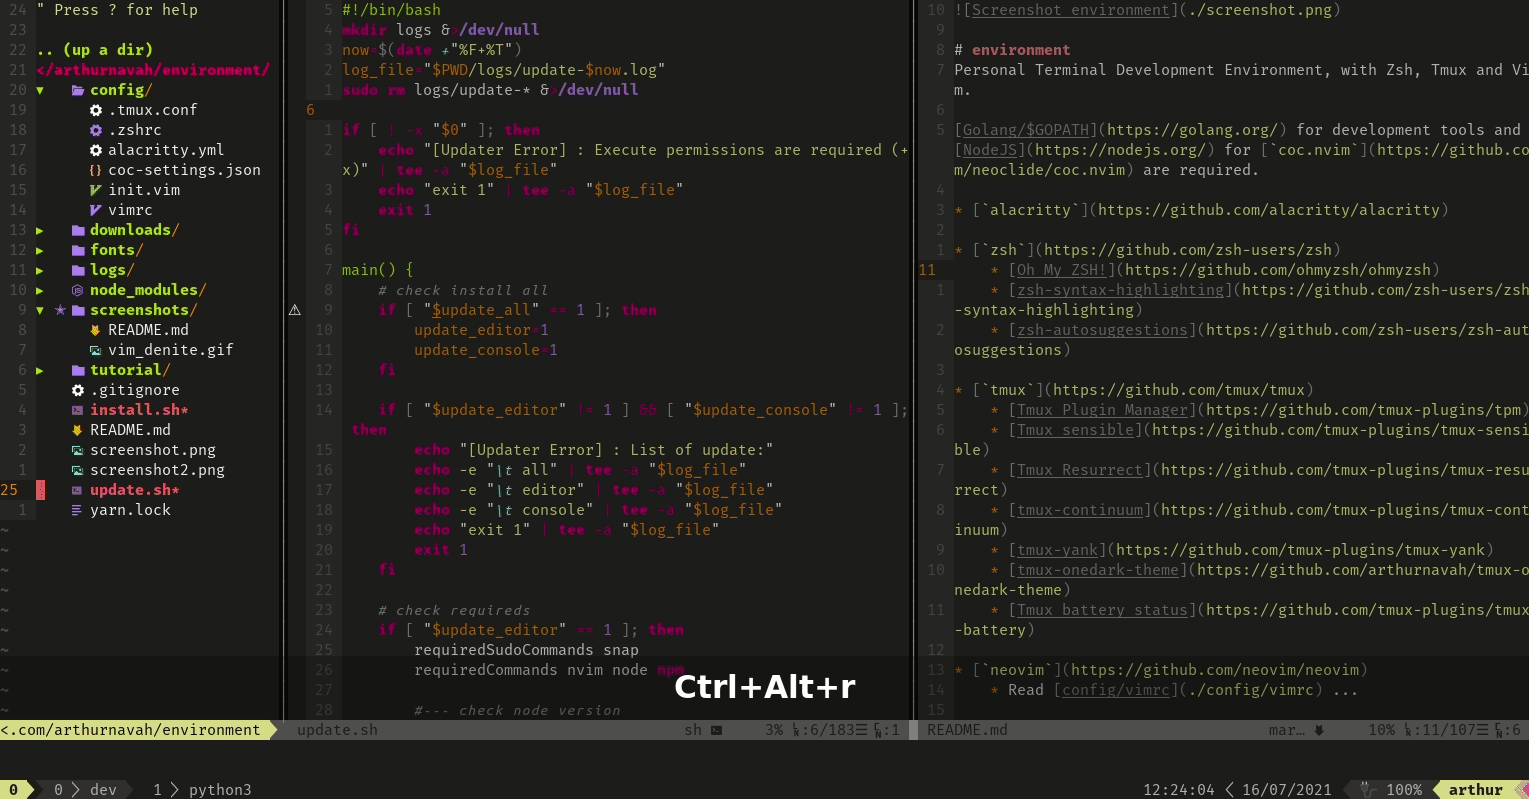 24 " Press ? for help
23
22 .. (up a dir)
21 </arthurnavah/environment/
20 ▼ config/
19 .tmux.conf
18 .zshrc
17 alacritty.yml
16 coc-settings.json
15 init.vim
14 vimrc
13 ▶ downloads/
12 ▶ fonts/
11 ▶ logs/
10 ▶ node_modules/
9 ▼ ★ screenshots/
8 README.md
7 vim_denite.gif
6 ▶ tutorial/
5 .gitignore
4 install.sh*
3 README.md
2 screenshot.png
1 screenshot2.png
25 update.sh*
1 yarn.lock
~
~
~
~
~
~
~
~
~
~
<.com/arthurnavah/environment
5 #!/bin/bash
4 mkdir logs &>/dev/null
3 now=$(date +"%F+%T")
2 log_file="$PWD/logs/update-$now.log"
1 sudo rm logs/update-* &>/dev/null
6
1 if [ ! -x "$0" ]; then
2 echo "[Updater Error] : Execute permissions are required (+
x)" | tee -a "$log_file"
3 echo "exit 1" | tee -a "$log_file"
4 exit 1
5 fi
6
7 main() {
8 # check install all
⚠ 9 if [ "$update_all" == 1 ]; then
10 update_editor=1
11 update_console=1
12 fi
13
14 if [ "$update_editor" != 1 ] && [ "$update_console" != 1 ];
then
15 echo "[Updater Error] : List of update:"
16 echo -e "\t all" | tee -a "$log_file"
17 echo -e "\t editor" | tee -a "$log_file"
18 echo -e "\t console" | tee -a "$log_file"
19 echo "exit 1" | tee -a "$log_file"
20 exit 1
21 fi
22
23 # check requireds
24 if [ "$update_editor" == 1 ]; then
25 requiredSudoCommands snap
26 requiredCommands nvim node npm
27
28 #--- check node version
update.sh sh 3% :6/183☰ :1
10 ![Screenshot environment](./screenshot.png)
9
8 # environment
7 Personal Terminal Development Environment, with Zsh, Tmux and Vi
m.
6
5 [Golang/$GOPATH](https://golang.org/) for development tools and
[NodeJS](https://nodejs.org/) for [`coc.nvim`](https://github.co
m/neoclide/coc.nvim) are required.
4
3 * [`alacritty`](https://github.com/alacritty/alacritty)
2
1 * [`zsh`](https://github.com/zsh-users/zsh)
11 * [Oh My ZSH!](https://github.com/ohmyzsh/ohmyzsh)
1 * [zsh-syntax-highlighting](https://github.com/zsh-users/zsh
-syntax-highlighting)
2 * [zsh-autosuggestions](https://github.com/zsh-users/zsh-aut
osuggestions)
3
4 * [`tmux`](https://github.com/tmux/tmux)
5 * [Tmux Plugin Manager](https://github.com/tmux-plugins/tpm)
6 * [Tmux sensible](https://github.com/tmux-plugins/tmux-sensi
ble)
7 * [Tmux Resurrect](https://github.com/tmux-plugins/tmux-resu
rrect)
8 * [tmux-continuum](https://github.com/tmux-plugins/tmux-cont
inuum)
9 * [tmux-yank](https://github.com/tmux-plugins/tmux-yank)
10 * [tmux-onedark-theme](https://github.com/arthurnavah/tmux-o
nedark-theme)
11 * [Tmux battery status](https://github.com/tmux-plugins/tmux
-battery)
12
13 * [`neovim`](https://github.com/neovim/neovim)
14 * Read [config/vimrc](./config/vimrc) ...
15
README.md mar… 10% :11/107☰ :6
Ctrl+Alt+r
0 0 dev 1 python3 12:24:04 16/07/2021 100% arthur